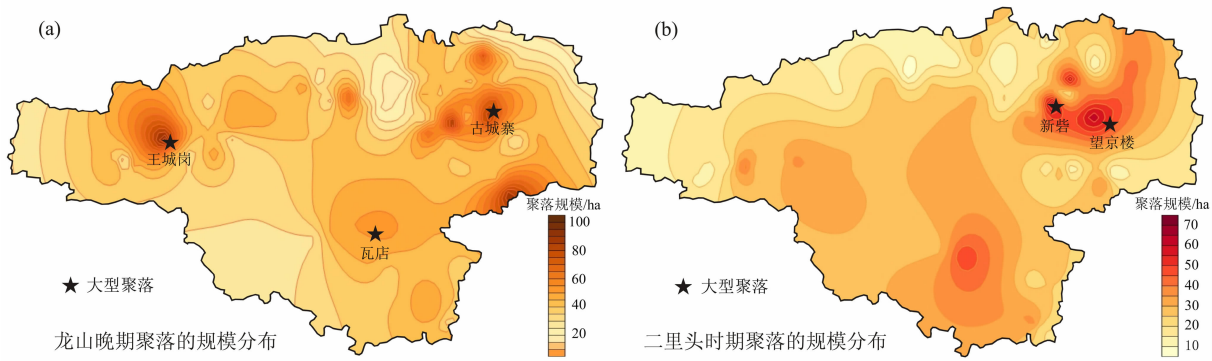 (a)
王城岗
古城寨
瓦店
聚落规模/ha
100
80
60
40
20
大型聚落
龙山晚期聚落的规模分布
(b)
新砦
望京楼
聚落规模/ha
70
60
50
40
30
20
10
大型聚落
二里头时期聚落的规模分布